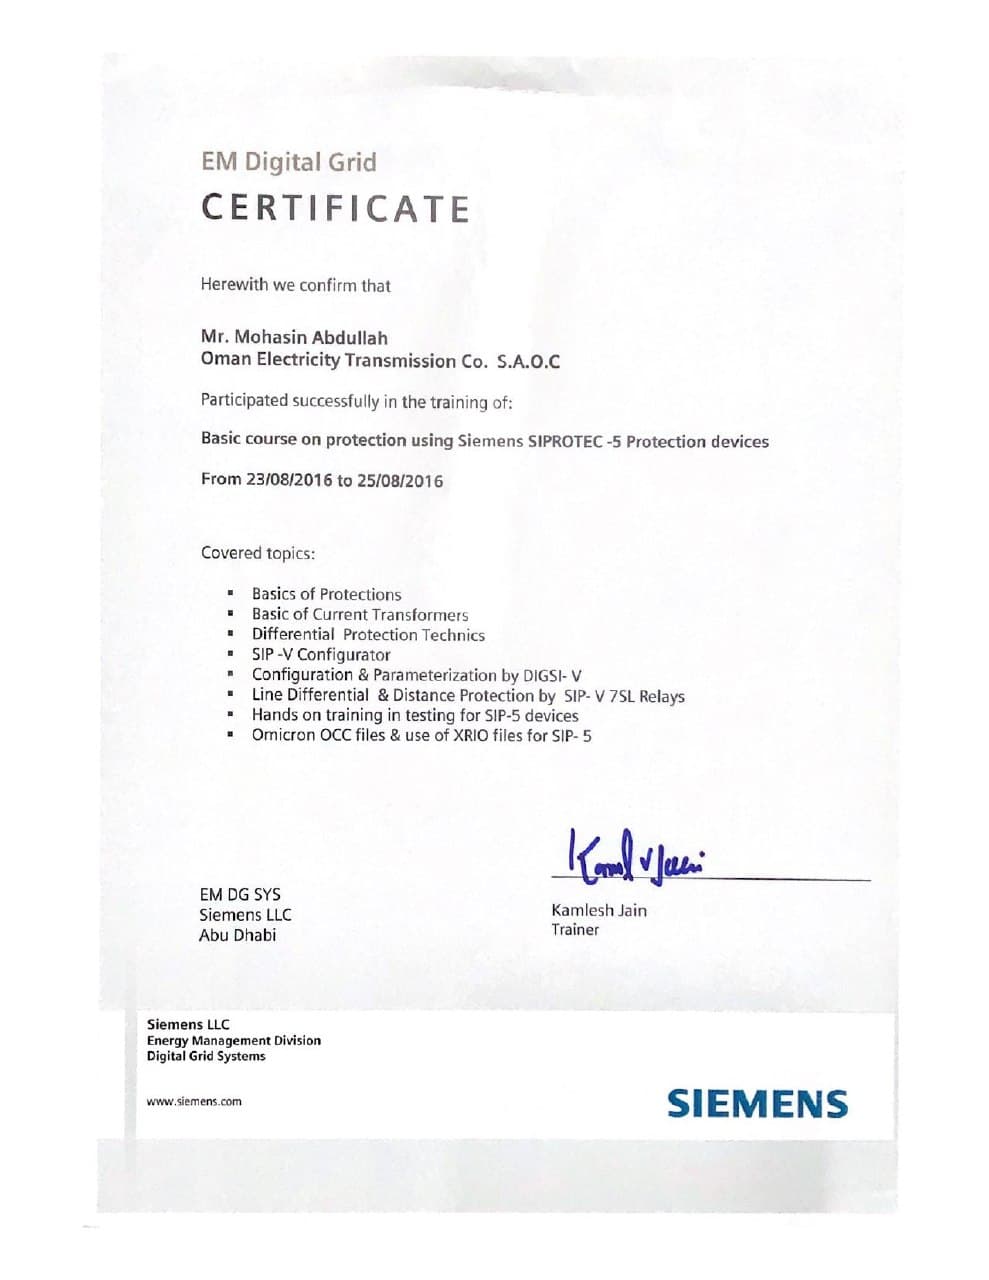 EM Digital Grid
CERTIFICATE
Herewith we confirm that
Mr. Mohasin Abdullah
Oman Electricity Transmission Co. S.A.O.C
Participated successfully in the training of:
Basic course on protection using Siemens SIPROTEC -5 Protection devices
From 23/08/2016 to 25/08/2016
Covered topics:
▪ Basics of Protections
▪ Basic of Current Transformers
▪ Differential Protection Technics
▪ SIP -V Configurator
▪ Configuration & Parameterization by DIGSI- V
▪ Line Differential & Distance Protection by SIP- V 7SL Relays
▪ Hands on training in testing for SIP-5 devices
▪ Omicron OCC files & use of XRIO files for SIP- 5
EM DG SYS
Siemens LLC
Abu Dhabi
Kamlesh Jain
Trainer
Siemens LLC
Energy Management Division
Digital Grid Systems
www.siemens.com
SIEMENS